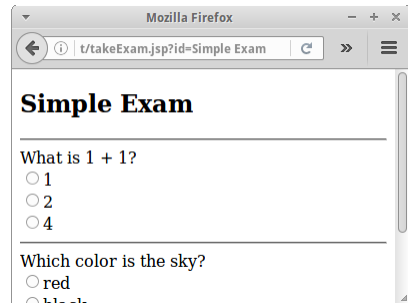 Mozilla Firefox
t/takeExam.jsp?id=Simple Exam
Simple Exam
What is 1 + 1?
1
2
4
Which color is the sky?
red
black